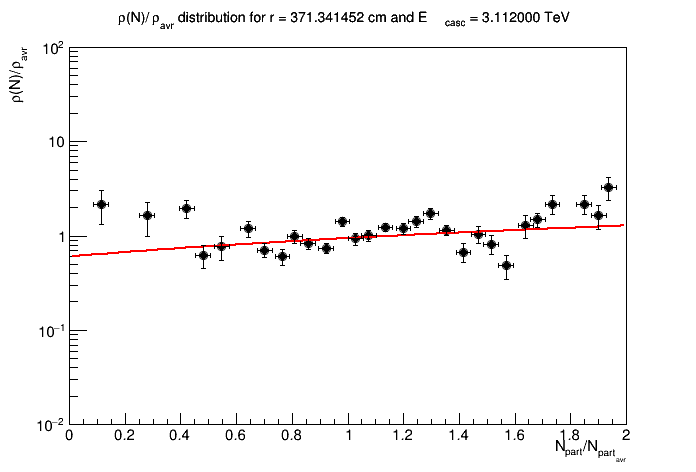 ρ(N)/ρavr distribution for r = 371.341452 cm and E casc = 3.112000 TeV
ρ(N)/ρavr
10²
10
1
10⁻¹
10⁻²
0 0.2 0.4 0.6 0.8 1 1.2 1.4 1.6 1.8 2
Npart/Npartavr